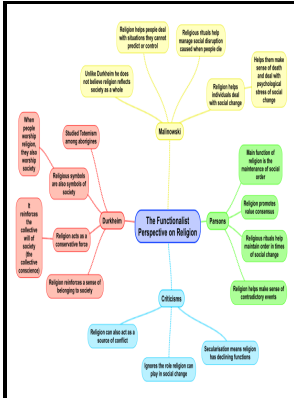 Religion helps people deal
with situations they cannot
predict or control
Religious rituals help
manage social disruption
caused when people die
Helps them make
sense of death
and deal with
psychological
stress of social
change
Unlike Durkheim he does
not believe religion reflects
society as a whole
Religion helps
individuals deal
with social change
Malinowski
When
people
worship
religion,
they also
worship
society
Studied Totemism
among aborigines
Religious symbols
are also symbols of
society
It
reinforces
the
collective
will of
society
(the
collective
conscience)
Religion acts as a
conservative force
Durkheim
Religion reinforces a sense of
belonging to society
The Functionalist
Perspective on Religion
Main function of
religion is the
maintenance of social
order
Religion promotes
value consensus
Parsons
Religious rituals help
maintain order in times
of social change
Religion helps make sense of
contradictory events
Criticisms
Religion can also act as a
source of conflict
Ignores the role religion can
play in social change
Secularisation means religion
has declining functions